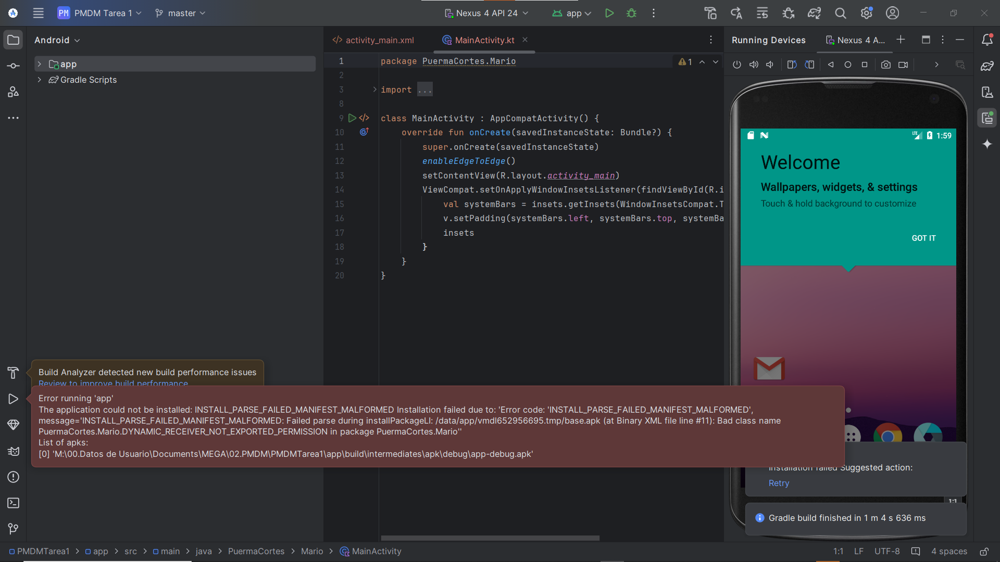 PM PMDM Tarea 1 master Nexus 4 API 24 app
Android
activity_main.xml MainActivity.kt
Running Devices Nexus 4 A...
app
Gradle Scripts
1 package PuermaCortes.Mario 1
2
3 import ...
8
9 class MainActivity : AppCompatActivity() {
10 override fun onCreate(savedInstanceState: Bundle?) {
11 super.onCreate(savedInstanceState)
12 enableEdgeToEdge()
13 setContentView(R.layout.activity_main)
14 ViewCompat.setOnApplyWindowInsetsListener(findViewById(R.i
15 val systemBars = insets.getInsets(WindowInsetsCompat.T
16 v.setPadding(systemBars.left, systemBars.top, systemBa
17 insets
18 }
19 }
20 }
LTE 1:59
Welcome
Wallpapers, widgets, & settings
Touch & hold background to customize
GOT IT
Build Analyzer detected new build performance issues
Review to improve build performance
Error running 'app'
The application could not be installed: INSTALL_PARSE_FAILED_MANIFEST_MALFORMED Installation failed due to: 'Error code: 'INSTALL_PARSE_FAILED_MANIFEST_MALFORMED',
message='INSTALL_PARSE_FAILED_MANIFEST_MALFORMED: Failed parse during installPackageLI: /data/app/vmdl652956695.tmp/base.apk (at Binary XML file line #11): Bad class name
PuermaCortes.Mario.DYNAMIC_RECEIVER_NOT_EXPORTED_PERMISSION in package PuermaCortes.Mario''
List of apks:
[0] 'M:\00.Datos de Usuario\Documents\MEGA\02.PMDM\PMDMTarea1\app\build\intermediates\apk\debug\app-debug.apk'
Installation failed Suggested action:
Retry
1:1
Gradle build finished in 1 m 4 s 636 ms
PMDMTarea1 > app > src > main > java > PuermaCortes > Mario > MainActivity
1:1 LF UTF-8 4 spaces